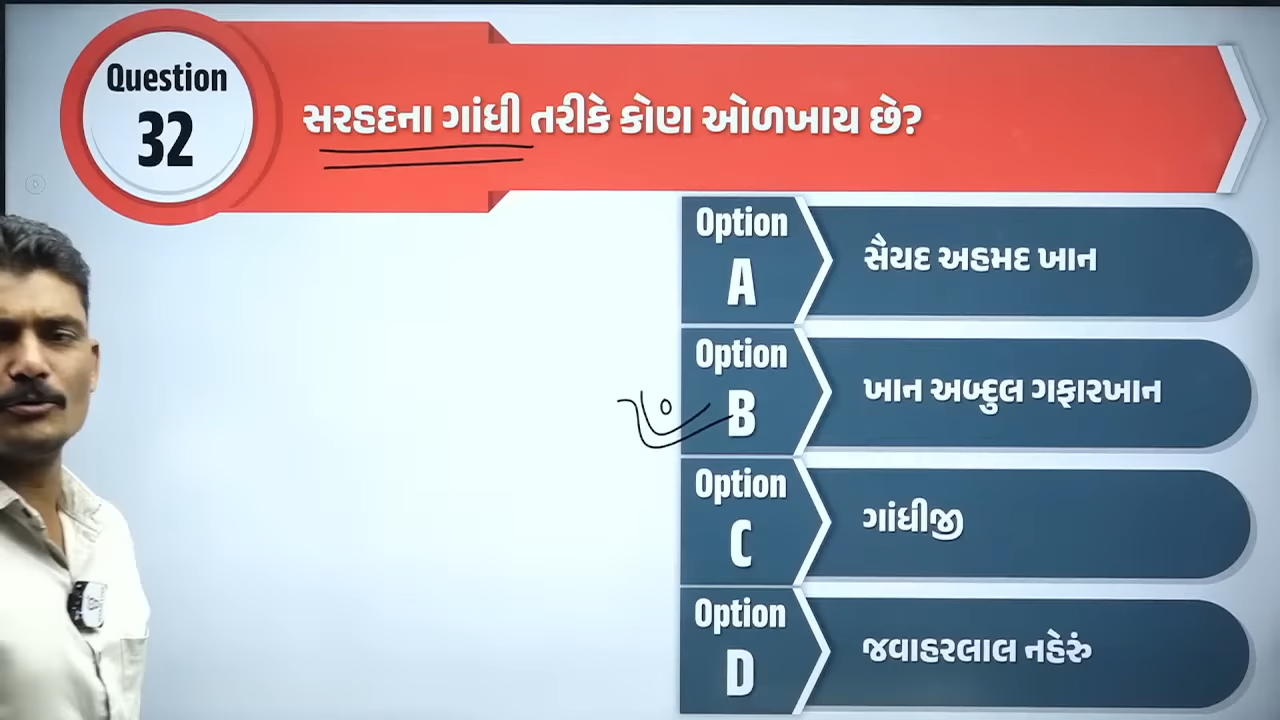 Question
32
સરહદના ગાંધી તરીકે કોણ ઓળખાય છે?
Option
A
સૈયદ અહમદ ખાન
Option
B
ખાન અબ્દુલ ગફારખાન
Option
C
ગાંધીજી
Option
D
જવાહરલાલ નહેરું